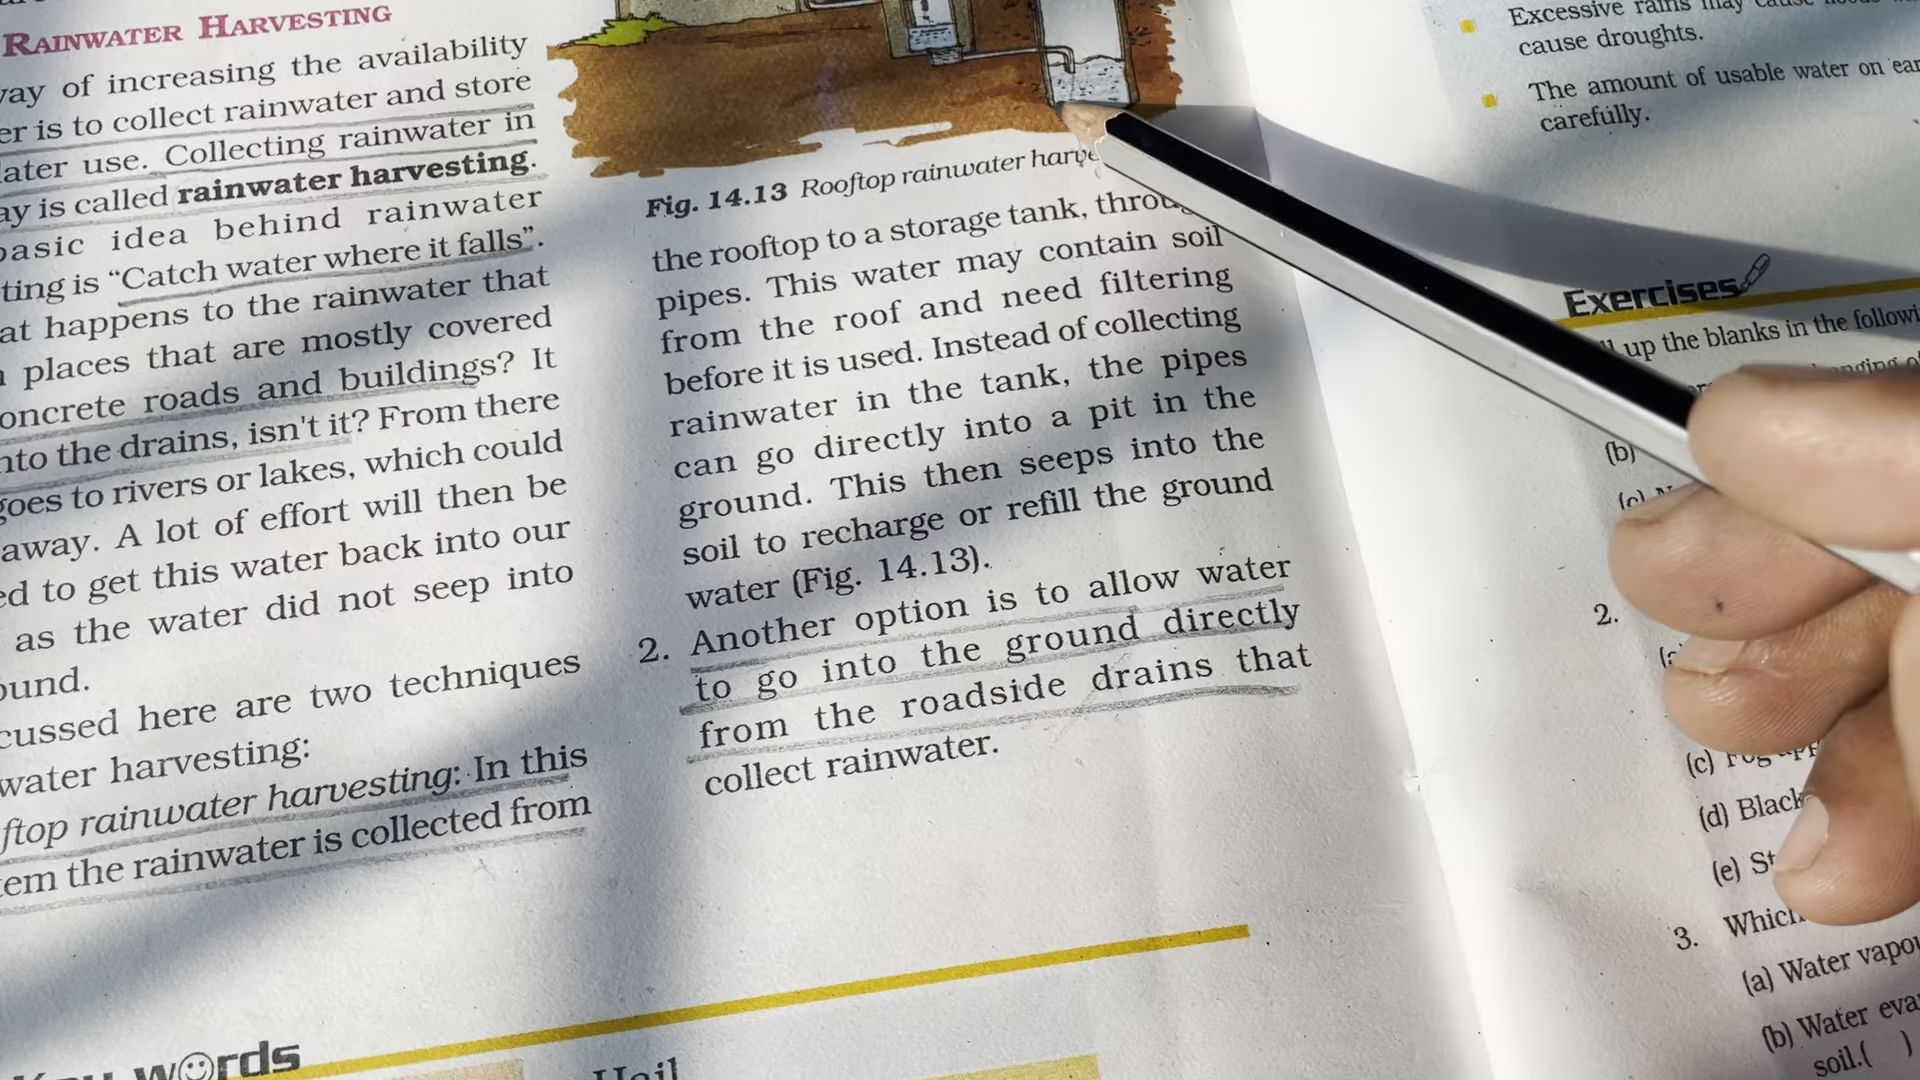 RAINWATER HARVESTING
way of increasing the availability
er is to collect rainwater and store
later use. Collecting rainwater in
ay is called rainwater harvesting.
basic idea behind rainwater
ting is “Catch water where it falls”.
at happens to the rainwater that
n places that are mostly covered
oncrete roads and buildings? It
nto the drains, isn't it? From there
goes to rivers or lakes, which could
away. A lot of effort will then be
ed to get this water back into our
as the water did not seep into
ound.
cussed here are two techniques
water harvesting:
ftop rainwater harvesting: In this
tem the rainwater is collected from
Fig. 14.13 Rooftop rainwater harve
the rooftop to a storage tank, throug
pipes. This water may contain soil
from the roof and need filtering
before it is used. Instead of collecting
rainwater in the tank, the pipes
can go directly into a pit in the
ground. This then seeps into the
soil to recharge or refill the ground
water (Fig. 14.13).
2. Another option is to allow water
to go into the ground directly
from the roadside drains that
collect rainwater.
words
Hail
Excessive rains may cause
cause droughts.
The amount of usable water on ear
carefully.
Exercises
up the blanks in the followi
(b)
(c)
2.
(c)
(d) Black
(e) St
3. Which
(a) Water vapou
(b) Water eva
soil.( )